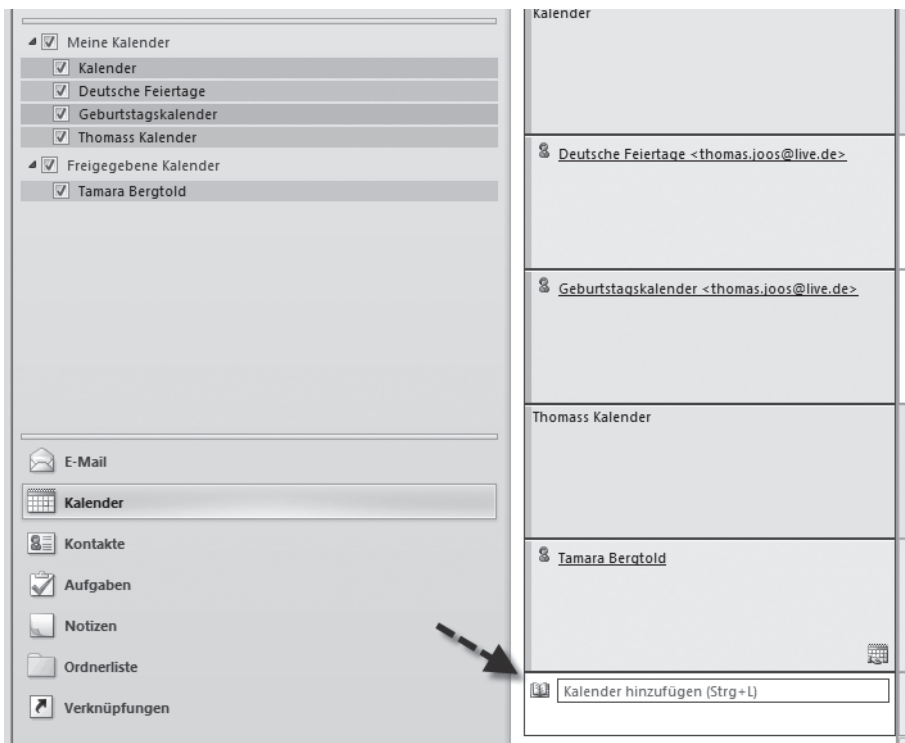 Meine Kalender
Kalender
Deutsche Feiertage
Geburtstagskalender
Thomass Kalender
Freigegebene Kalender
Tamara Bergtold
E-Mail
Kalender
Kontakte
Aufgaben
Notizen
Ordnerliste
Verknüpfungen
Kalender
Deutsche Feiertage <thomas.joos@live.de>
Geburtstagskalender <thomas.joos@live.de>
Thomass Kalender
Tamara Bergtold
Kalender hinzufügen (Strg+L)